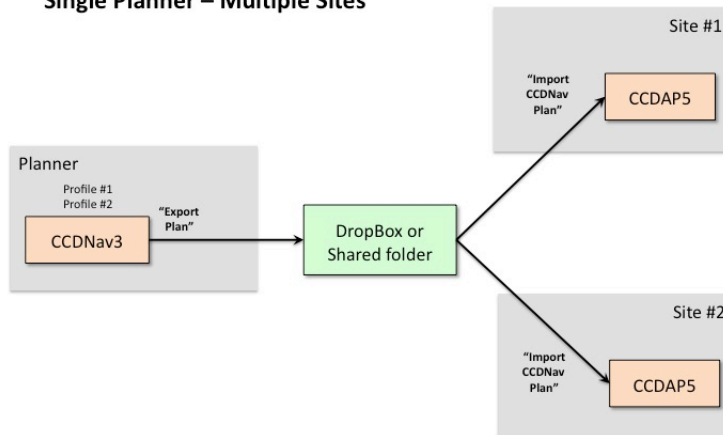 Single Planner – Multiple Sites
Site #1
"Import
CCDNav
Plan"
CCDAP5
Planner
Profile #1
Profile #2
"Export
Plan"
CCDNav3
DropBox or
Shared folder
Site #2
"Import
CCDNav
Plan"
CCDAP5